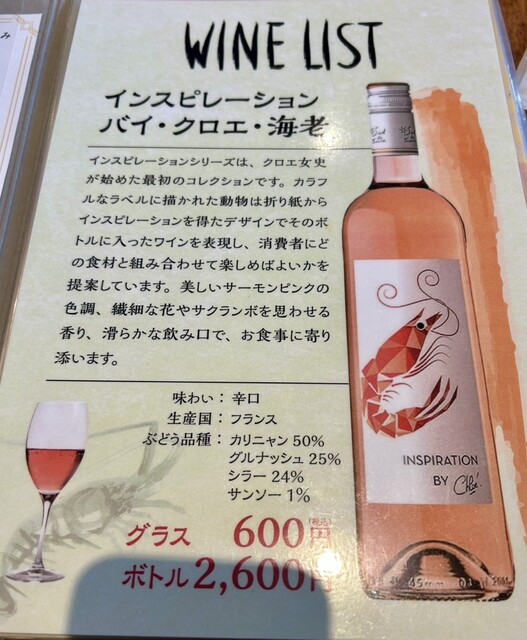 み
WINE LIST
インスピレーション
バイ・クロエ・海老
インスピレーションシリーズは、クロエ女史
が始めた最初のコレクションです。カラフ
ルなラベルに描かれた動物は折り紙から
インスピレーションを得たデザインでそのボ
トルに入ったワインを表現し、消費者にど
の食材と組み合わせて楽しめばよいかを
提案しています。美しいサーモンピンクの
色調、繊細な花やサクランボを思わせる
香り、滑らかな飲み口で、お食事に寄り
添います。
味わい：辛口
生産国：フランス
ぶどう品種：カリニャン 50%
グルナッシュ 25%
シラー 24%
サンソー 1%
グラス 600円(税込)
ボトル 2,600円
INSPIRATION
BY Chloé.